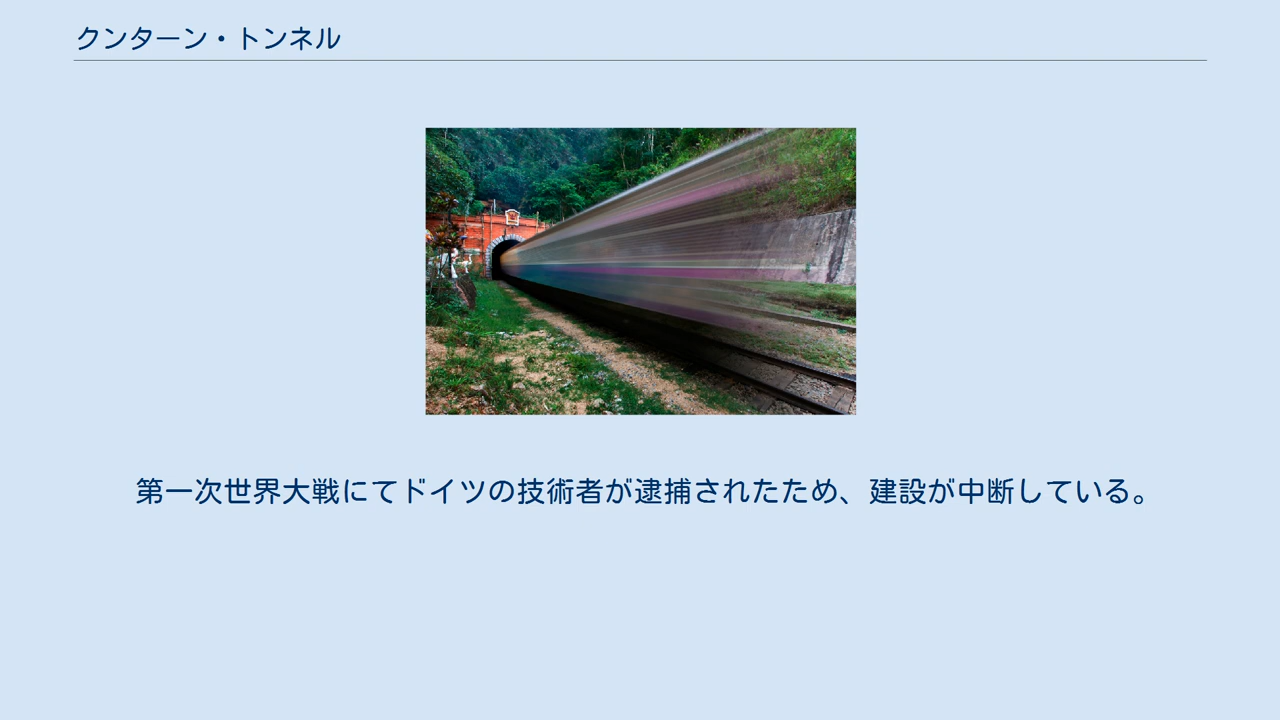 クンターン・トンネル
第一次世界大戦にてドイツの技術者が逮捕されたため、建設が中断している。